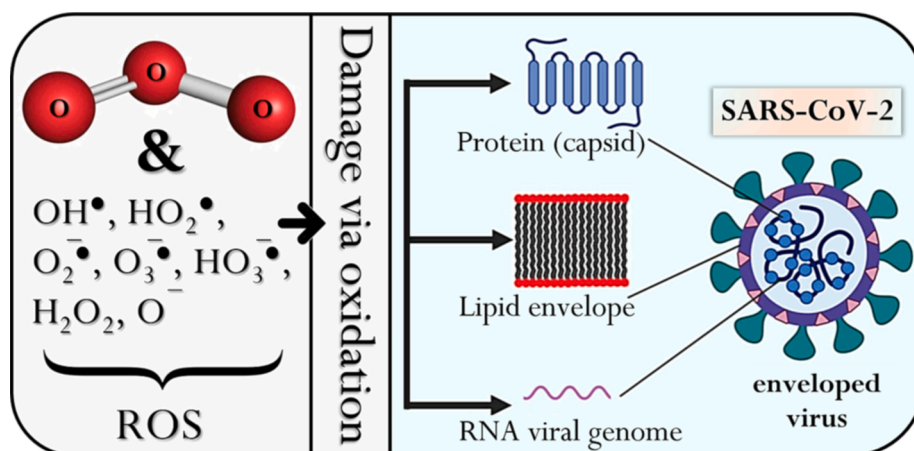 O O O
&
OH•, HO₂•,
O₂⁻•, O₃⁻•, HO₃⁻•,
H₂O₂, O⁻
ROS
Damage via oxidation
Protein (capsid)
Lipid envelope
RNA viral genome
SARS-CoV-2
enveloped
virus